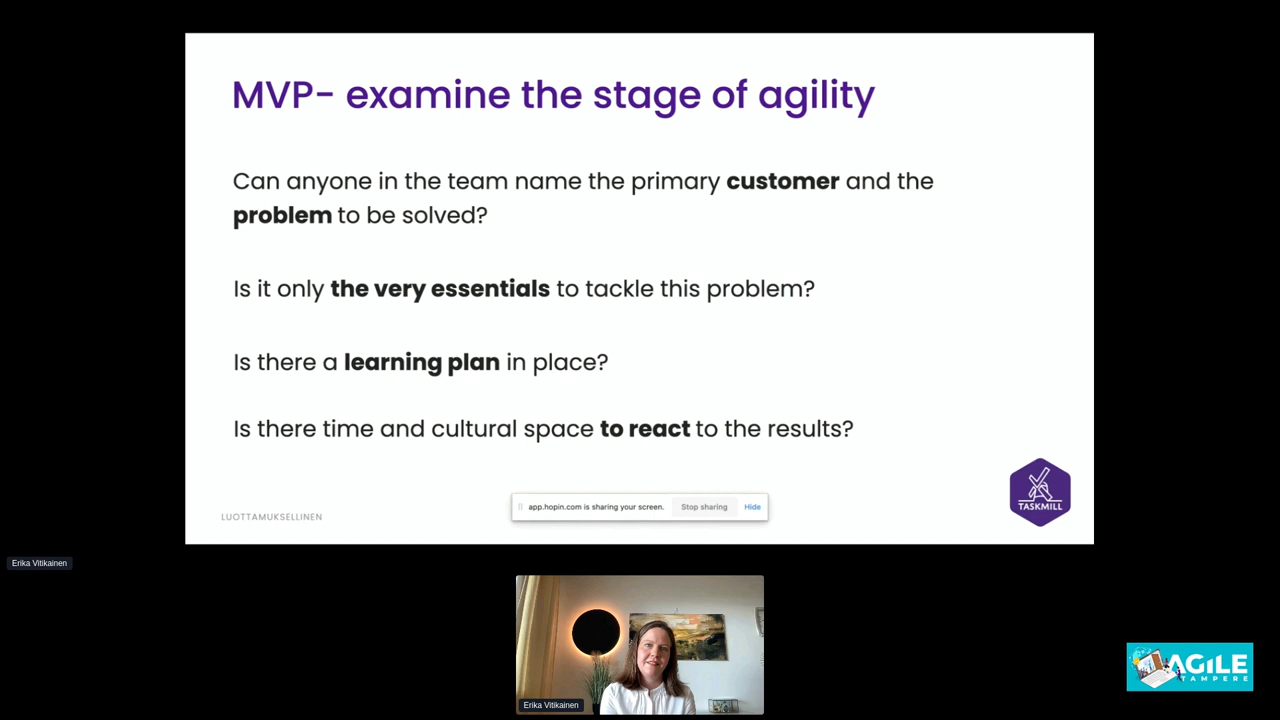 MVP- examine the stage of agility
Can anyone in the team name the primary customer and the
problem to be solved?
Is it only the very essentials to tackle this problem?
Is there a learning plan in place?
Is there time and cultural space to react to the results?
TASKMILL
LUOTTAMUKSELLINEN
app.hopin.com is sharing your screen. Stop sharing Hide
Erika Vitikainen
Erika Vitikainen
AGILE
TAMPERE